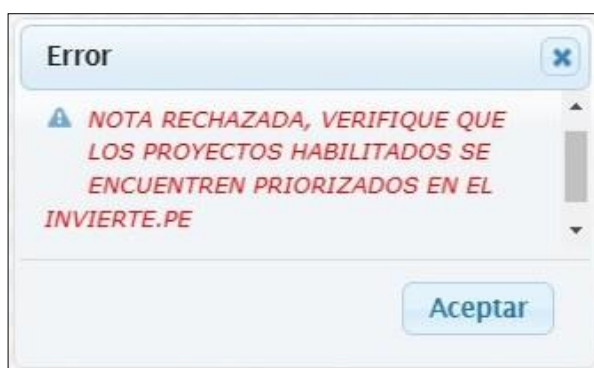 Error
NOTA RECHAZADA, VERIFIQUE QUE
LOS PROYECTOS HABILITADOS SE
ENCUENTREN PRIORIZADOS EN EL
INVIERTE.PE
Aceptar